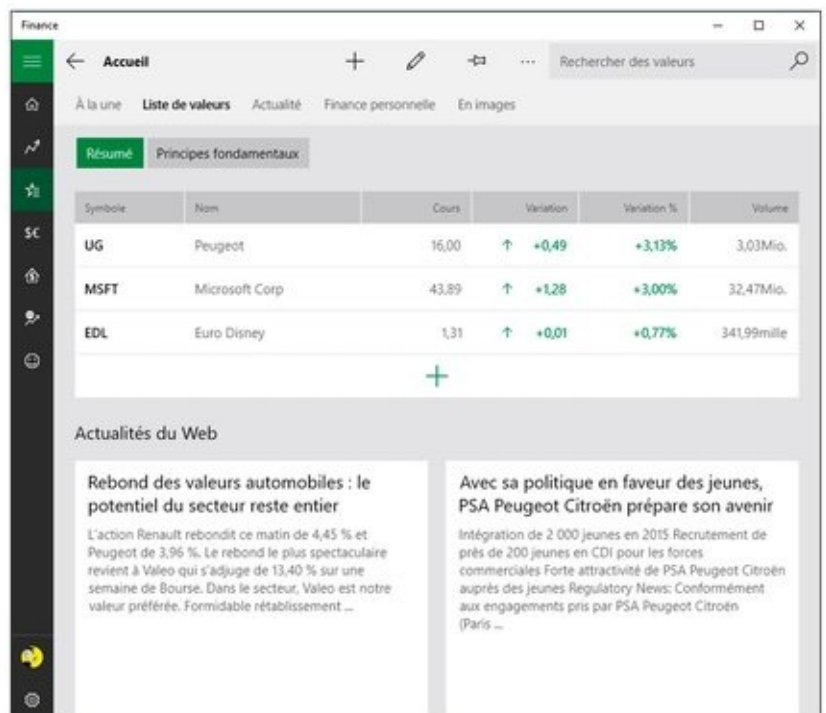 Finance
Accueil
Rechercher des valeurs
À la une Liste de valeurs Actualité Finance personnelle En images
Résumé Principes fondamentaux
Symbole Nom Cours Variation Variation % Volume
UG Peugeot 16,00 ↑ +0,49 +3,13% 3,03Mio.
MSFT Microsoft Corp 43,89 ↑ +1,28 +3,00% 32,47Mio.
EDL Euro Disney 1,31 ↑ +0,01 +0,77% 341,99mille
$€
Actualités du Web
Rebond des valeurs automobiles : le
potentiel du secteur reste entier
L'action Renault rebondit ce matin de 4,45 % et
Peugeot de 3,96 %. Le rebond le plus spectaculaire
revient à Valeo qui s'adjuge de 13,40 % sur une
semaine de Bourse. Dans le secteur, Valeo est notre
valeur préférée. Formidable rétablissement ...
Avec sa politique en faveur des jeunes,
PSA Peugeot Citroën prépare son avenir
Intégration de 2 000 jeunes en 2015 Recrutement de
près de 200 jeunes en CDI pour les forces
commerciales Forte attractivité de PSA Peugeot Citroën
auprès des jeunes Regulatory News: Conformément
aux engagements pris par PSA Peugeot Citroën
(Paris ...